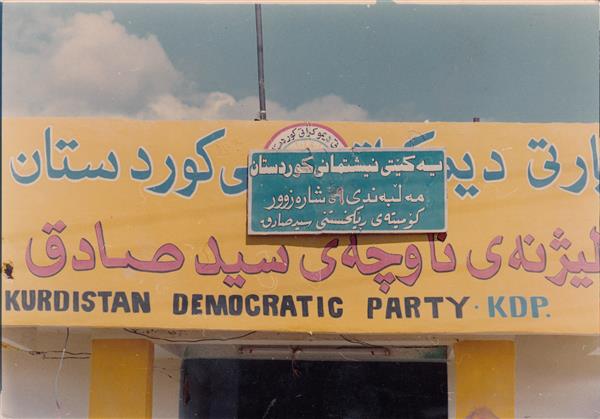 پارتی دیموکراتی کوردستان
یەکێتی نیشتمانی کوردستان
مەڵبەندی شارەزوور
کۆمیتەی ڕێکخستنی سیدصادق
لیژنەی ناوچەی سید صادق
KURDISTAN DEMOCRATIC PARTY · KDP.